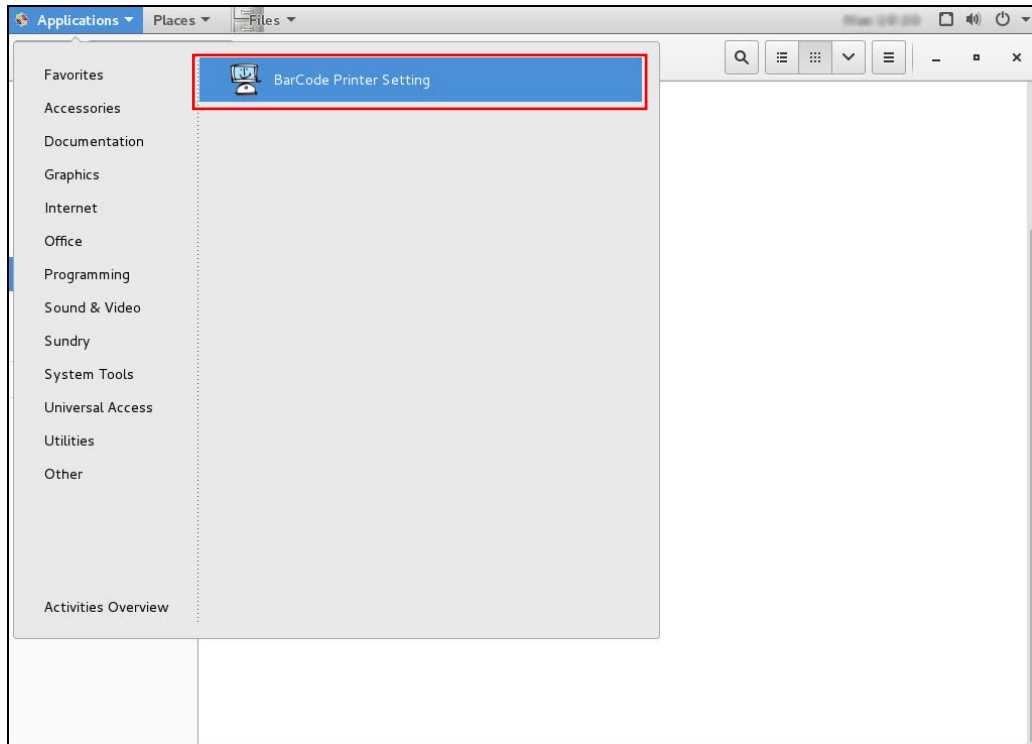 Applications Places Files
Favorites
BarCode Printer Setting
Accessories
Documentation
Graphics
Internet
Office
Programming
Sound & Video
Sundry
System Tools
Universal Access
Utilities
Other
Activities Overview